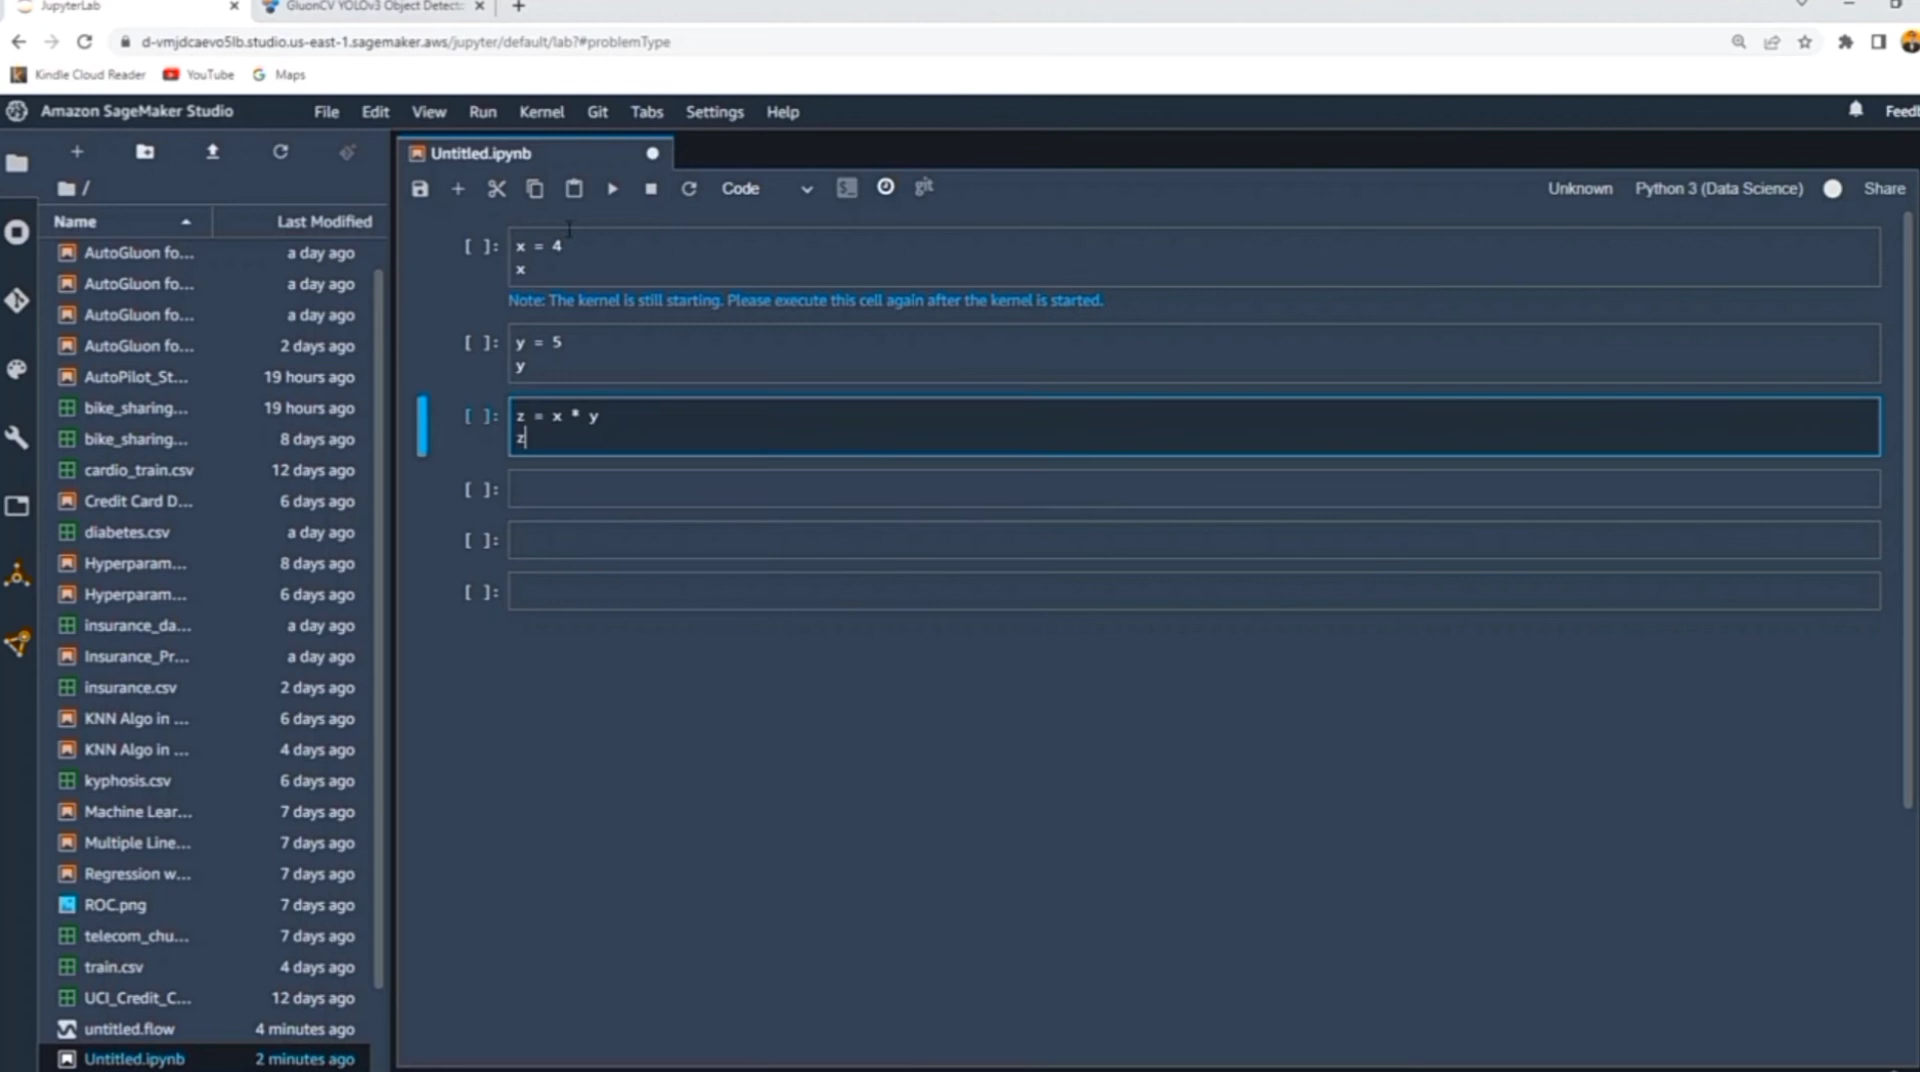 JupyterLab
GluonCV YOLOv3 Object Detect
d-vmjdcaevo5lb.studio.us-east-1.sagemaker.aws/jupyter/default/lab?#problemType
Kindle Cloud Reader YouTube Maps
Amazon SageMaker Studio File Edit View Run Kernel Git Tabs Settings Help Feedb
Untitled.ipynb
/
Code git Unknown Python 3 (Data Science) Share
Name Last Modified
AutoGluon fo... a day ago
AutoGluon fo... a day ago
AutoGluon fo... a day ago
AutoGluon fo... 2 days ago
AutoPilot_St... 19 hours ago
bike_sharing... 19 hours ago
bike_sharing... 8 days ago
cardio_train.csv 12 days ago
Credit Card D... 6 days ago
diabetes.csv a day ago
Hyperparam... 8 days ago
Hyperparam... 6 days ago
insurance_da... a day ago
Insurance_Pr... a day ago
insurance.csv 2 days ago
KNN Algo in ... 6 days ago
KNN Algo in ... 4 days ago
kyphosis.csv 6 days ago
Machine Lear... 7 days ago
Multiple Line... 7 days ago
Regression w... 7 days ago
ROC.png 7 days ago
telecom_chu... 7 days ago
train.csv 4 days ago
UCI_Credit_C... 12 days ago
untitled.flow 4 minutes ago
Untitled.ipynb 2 minutes ago
[ ]: x = 4
x
Note: The kernel is still starting. Please execute this cell again after the kernel is started.
[ ]: y = 5
y
[ ]: z = x * y
z
[ ]:
[ ]:
[ ]: